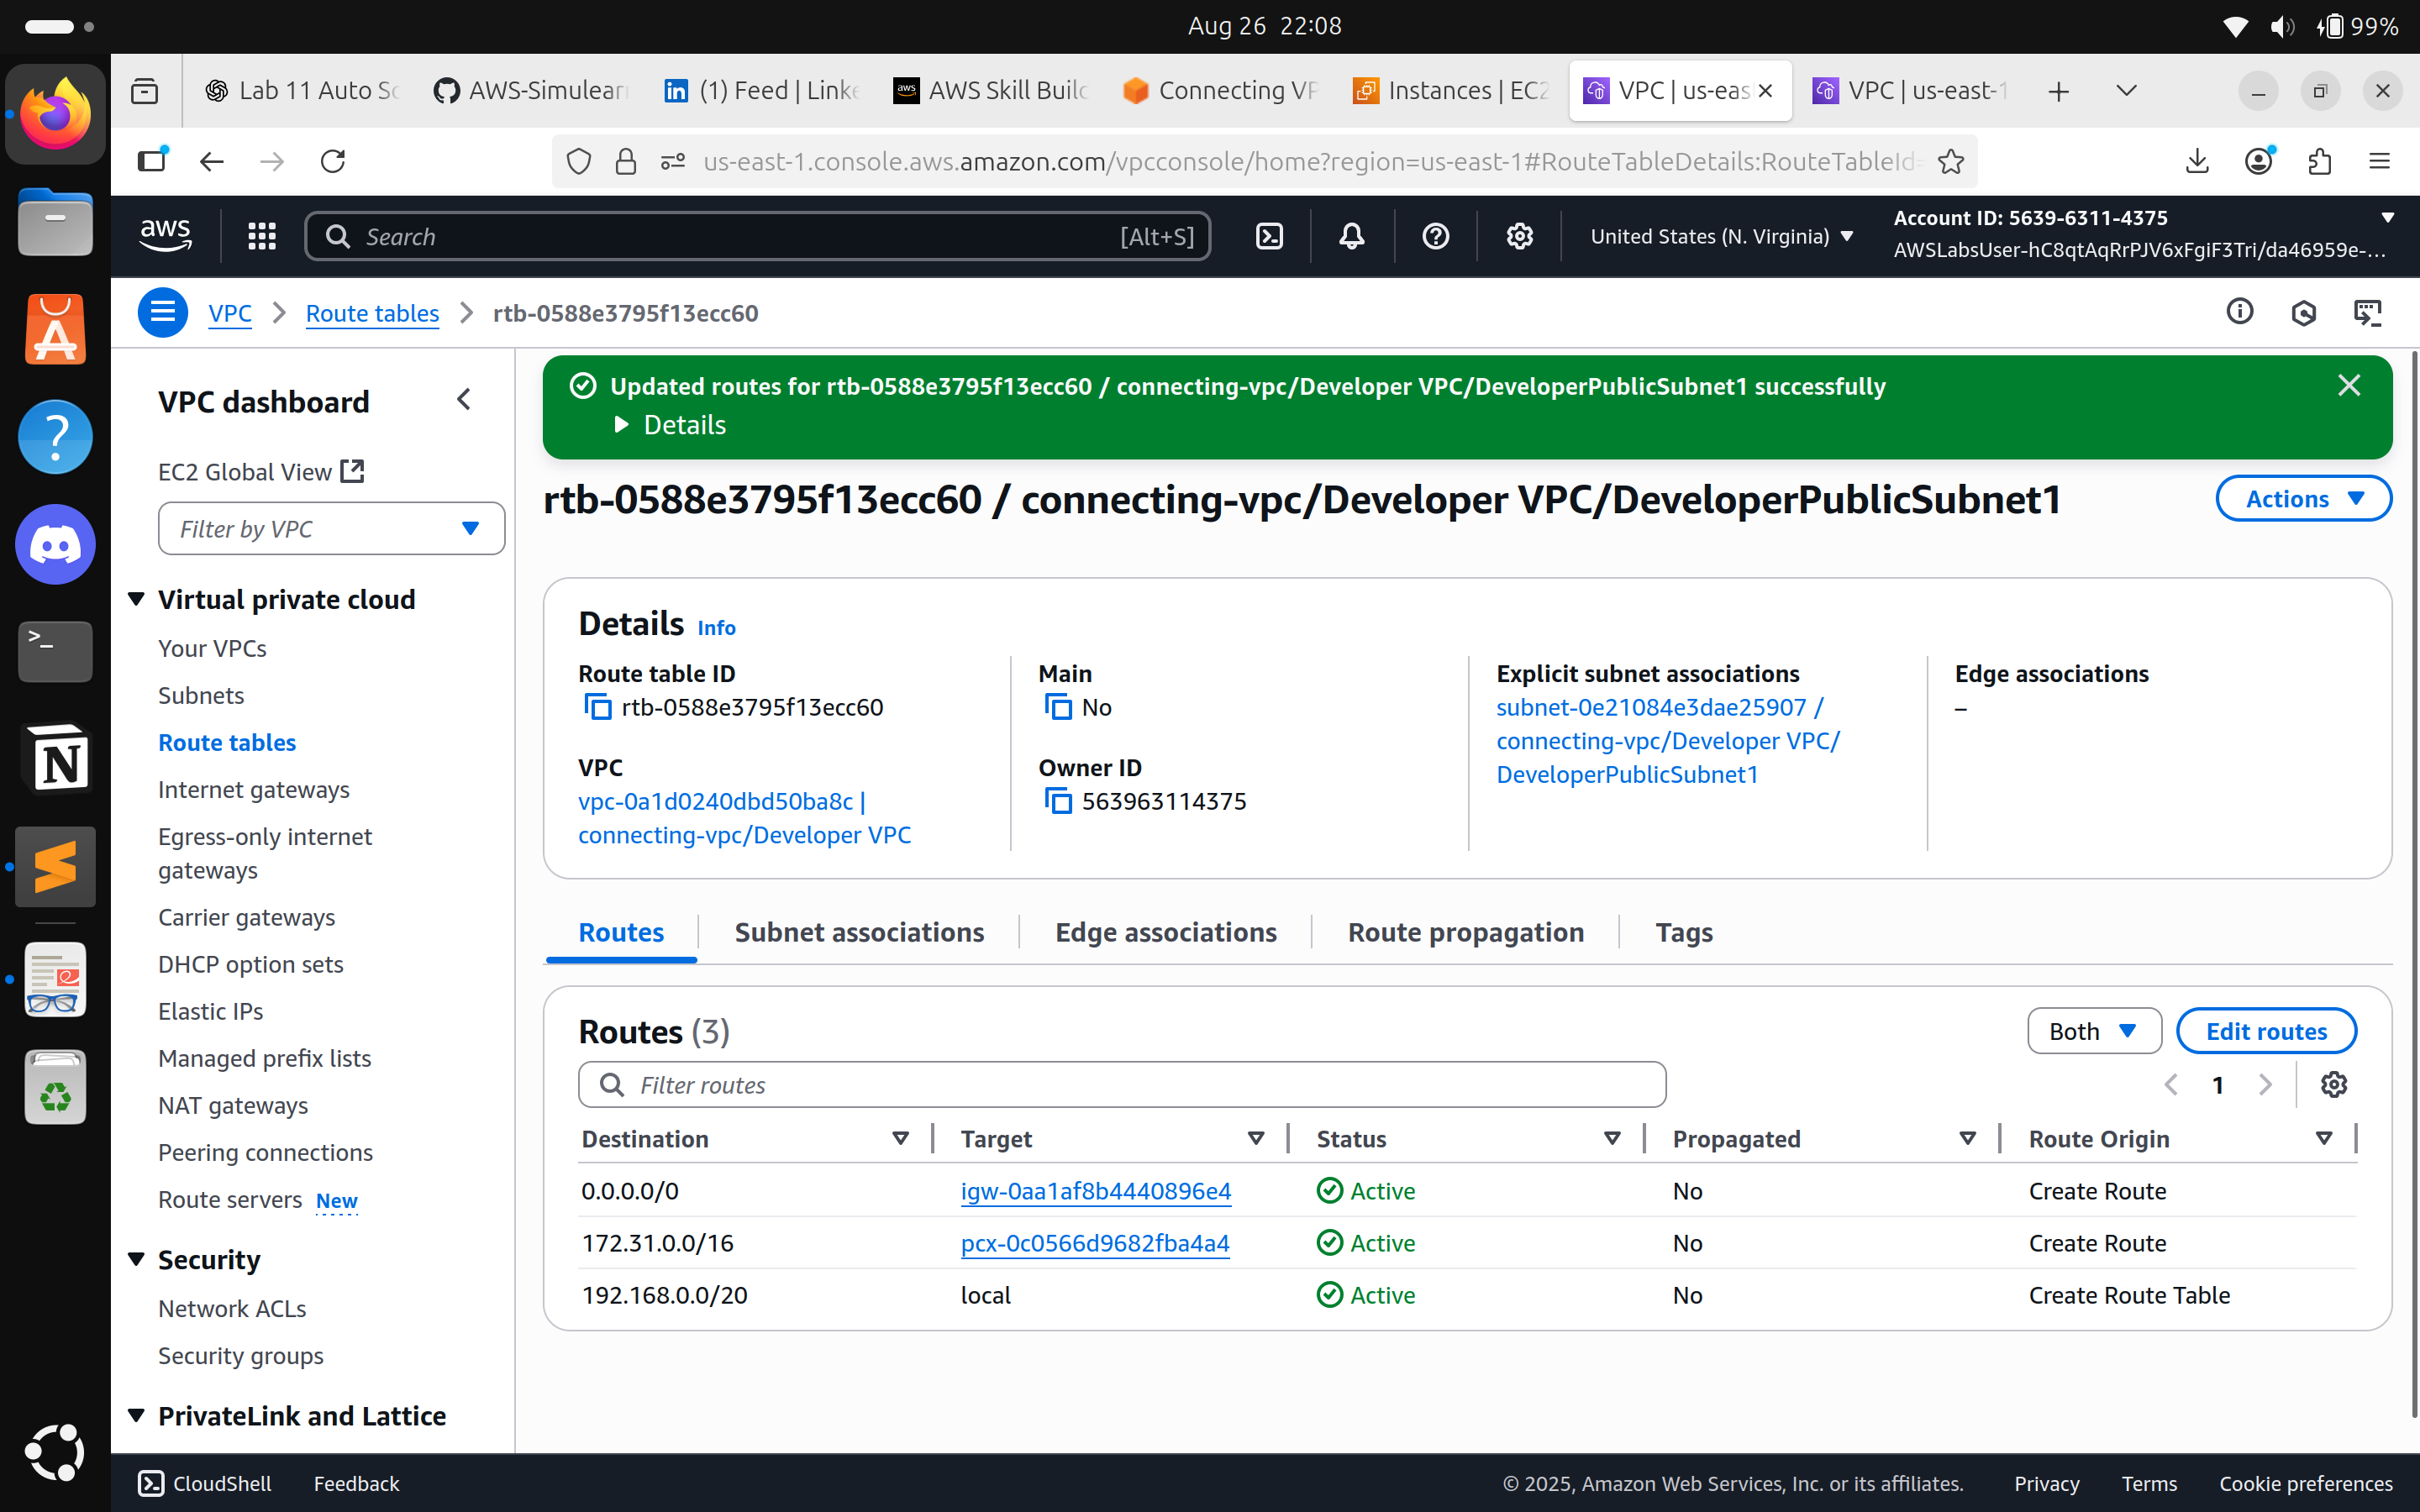 Aug 26 22:08
99%
Lab 11 Auto Sc
AWS-Simulearn
(1) Feed | Linke
AWS Skill Builc
Connecting VP
Instances | EC2
VPC | us-eas
VPC | us-east-1
us-east-1.console.aws.amazon.com/vpcconsole/home?region=us-east-1#RouteTableDetails:RouteTableId=
aws
Search
[Alt+S]
United States (N. Virginia)
Account ID: 5639-6311-4375
AWSLabsUser-hC8qtAqRrPJV6xFgiF3Tri/da46959e-...
VPC
Route tables
rtb-0588e3795f13ecc60
VPC dashboard
EC2 Global View
Filter by VPC
Virtual private cloud
Your VPCs
Subnets
Route tables
Internet gateways
Egress-only internet
gateways
Carrier gateways
DHCP option sets
Elastic IPs
Managed prefix lists
NAT gateways
Peering connections
Route servers New
Security
Network ACLs
Security groups
PrivateLink and Lattice
Updated routes for rtb-0588e3795f13ecc60 / connecting-vpc/Developer VPC/DeveloperPublicSubnet1 successfully
Details
rtb-0588e3795f13ecc60 / connecting-vpc/Developer VPC/DeveloperPublicSubnet1
Actions
Details Info
Route table ID
rtb-0588e3795f13ecc60
VPC
vpc-0a1d0240dbd50ba8c |
connecting-vpc/Developer VPC
Main
No
Owner ID
563963114375
Explicit subnet associations
subnet-0e21084e3dae25907 /
connecting-vpc/Developer VPC/
DeveloperPublicSubnet1
Edge associations
–
Routes
Subnet associations
Edge associations
Route propagation
Tags
Routes (3)
Both
Edit routes
Filter routes
1
Destination Target Status Propagated Route Origin
0.0.0.0/0 igw-0aa1af8b4440896e4 Active No Create Route
172.31.0.0/16 pcx-0c0566d9682fba4a4 Active No Create Route
192.168.0.0/20 local Active No Create Route Table
CloudShell
Feedback
© 2025, Amazon Web Services, Inc. or its affiliates.
Privacy
Terms
Cookie preferences